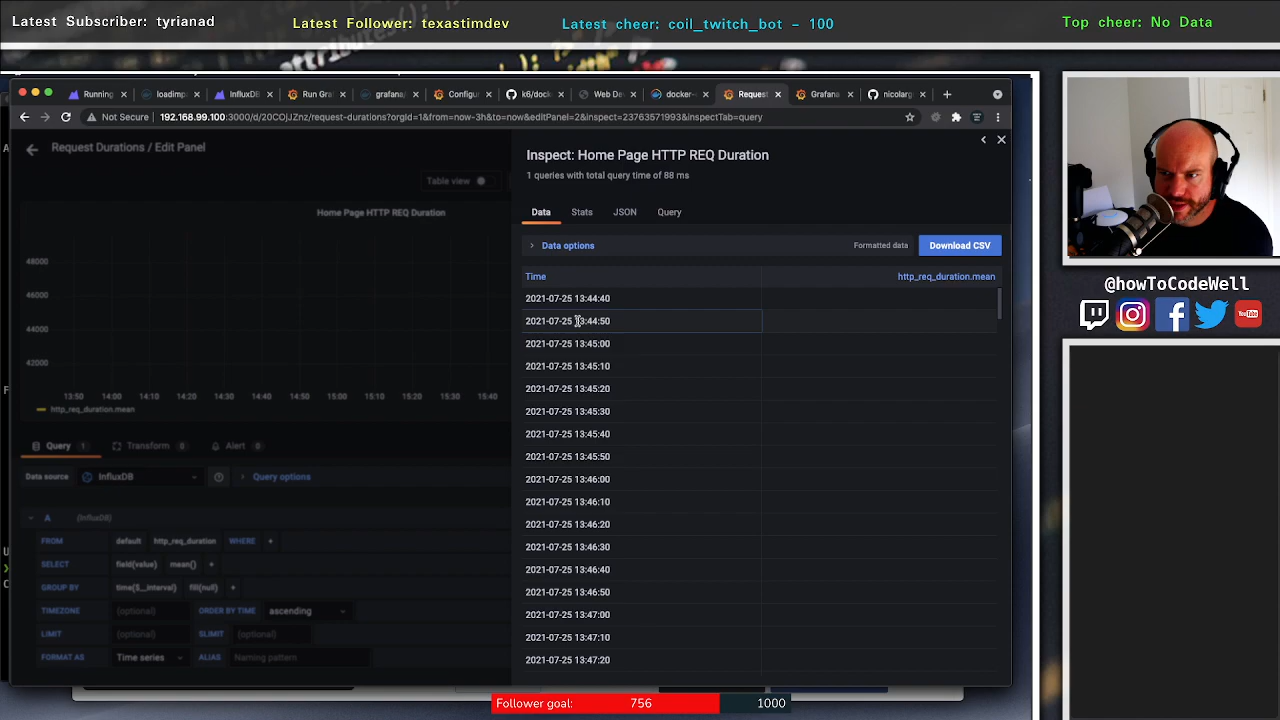 Latest Subscriber: tyrianad
Latest Follower: texastimdev
Latest cheer: coil_twitch_bot - 100
Top cheer: No Data
Running
loadimp
InfluxDB
Run Gra
grafana/
Configu
k6/dock
Web Dev
docker-
Request
Grafana
nicolarg
Not Secure
192.168.99.100:3000/d/20COjJZnz/request-durations?orgId=1&from=now-3h&to=now&editPanel=2&inspect=23763571993&inspectTab=query
Request Durations / Edit Panel
Table view
Home Page HTTP REQ Duration
48000
46000
44000
42000
13:50 14:00 14:10 14:20 14:30 14:40 14:50 15:00 15:10 15:20 15:30 15:40
http_req_duration.mean
Query 1
Transform 0
Alert 0
Data source
InfluxDB
Query options
A (InfluxDB)
FROM default http_req_duration WHERE +
SELECT field(value) mean() +
GROUP BY time($__interval) fill(null) +
TIMEZONE (optional) ORDER BY TIME ascending
LIMIT (optional) SLIMIT (optional)
FORMAT AS Time series ALIAS Naming pattern
Inspect: Home Page HTTP REQ Duration
1 queries with total query time of 88 ms
Data Stats JSON Query
Data options
Formatted data
Download CSV
Time http_req_duration.mean
2021-07-25 13:44:40
2021-07-25 13:44:50
2021-07-25 13:45:00
2021-07-25 13:45:10
2021-07-25 13:45:20
2021-07-25 13:45:30
2021-07-25 13:45:40
2021-07-25 13:45:50
2021-07-25 13:46:00
2021-07-25 13:46:10
2021-07-25 13:46:20
2021-07-25 13:46:30
2021-07-25 13:46:40
2021-07-25 13:46:50
2021-07-25 13:47:00
2021-07-25 13:47:10
2021-07-25 13:47:20
@howToCodeWell
Follower goal: 756 1000